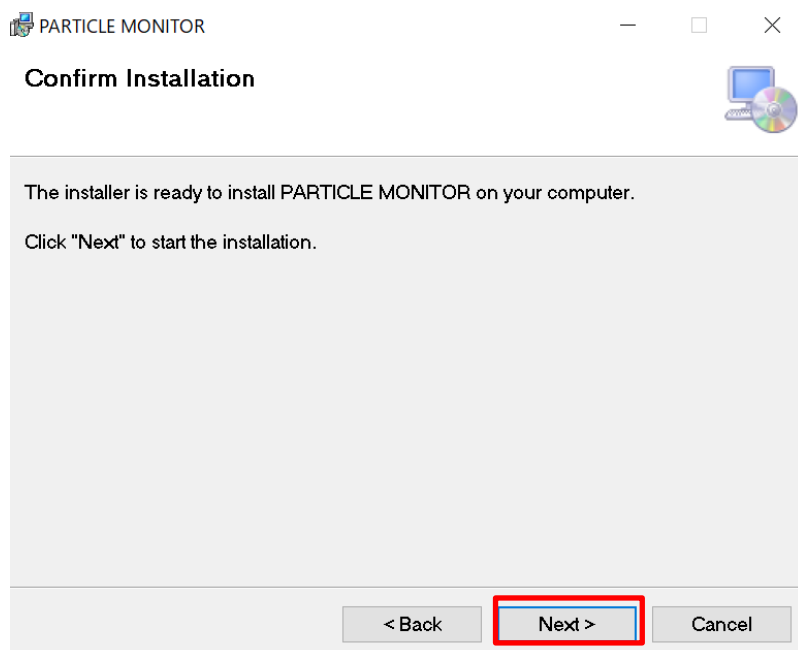 PARTICLE MONITOR
Confirm Installation
The installer is ready to install PARTICLE MONITOR on your computer.
Click "Next" to start the installation.
< Back
Next >
Cancel